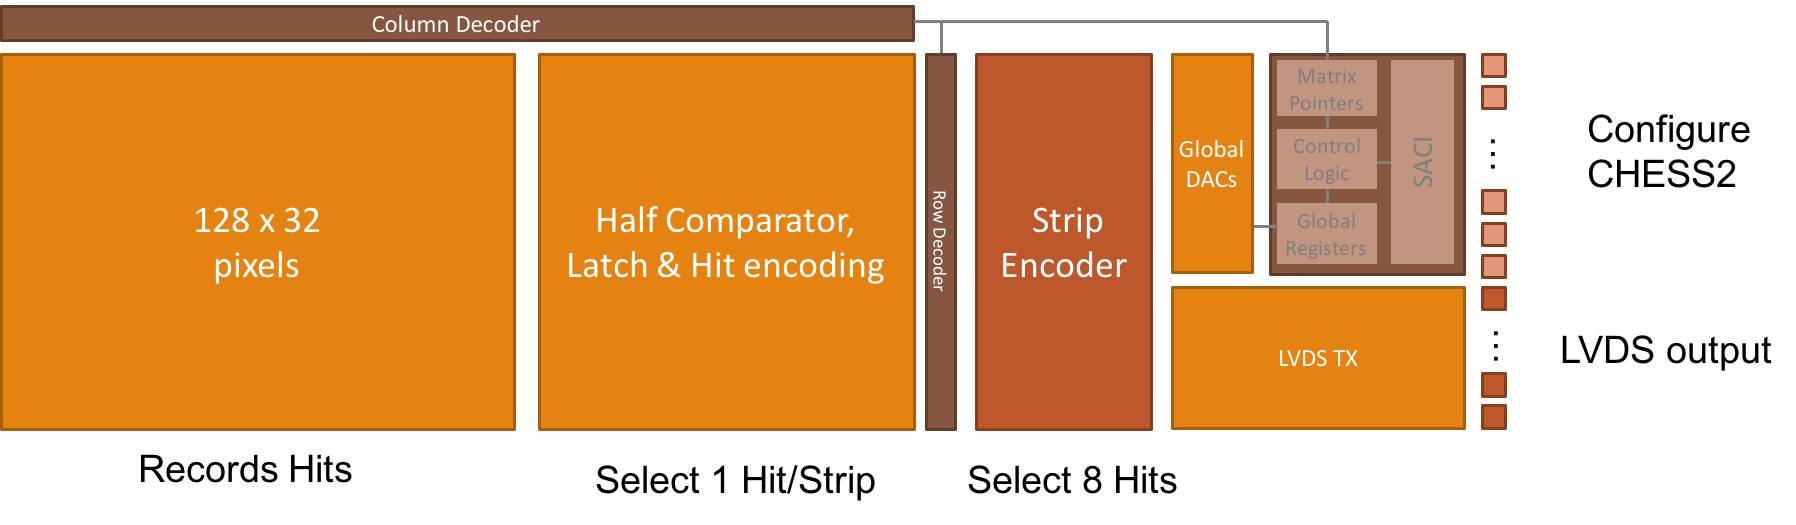 Column Decoder
128 x 32
pixels
Half Comparator,
Latch & Hit encoding
Row Decoder
Strip
Encoder
Global
DACs
Matrix
Pointers
Control
Logic
Global
Registers
SACI
LVDS TX
Configure
CHESS2
LVDS output
Records Hits
Select 1 Hit/Strip
Select 8 Hits